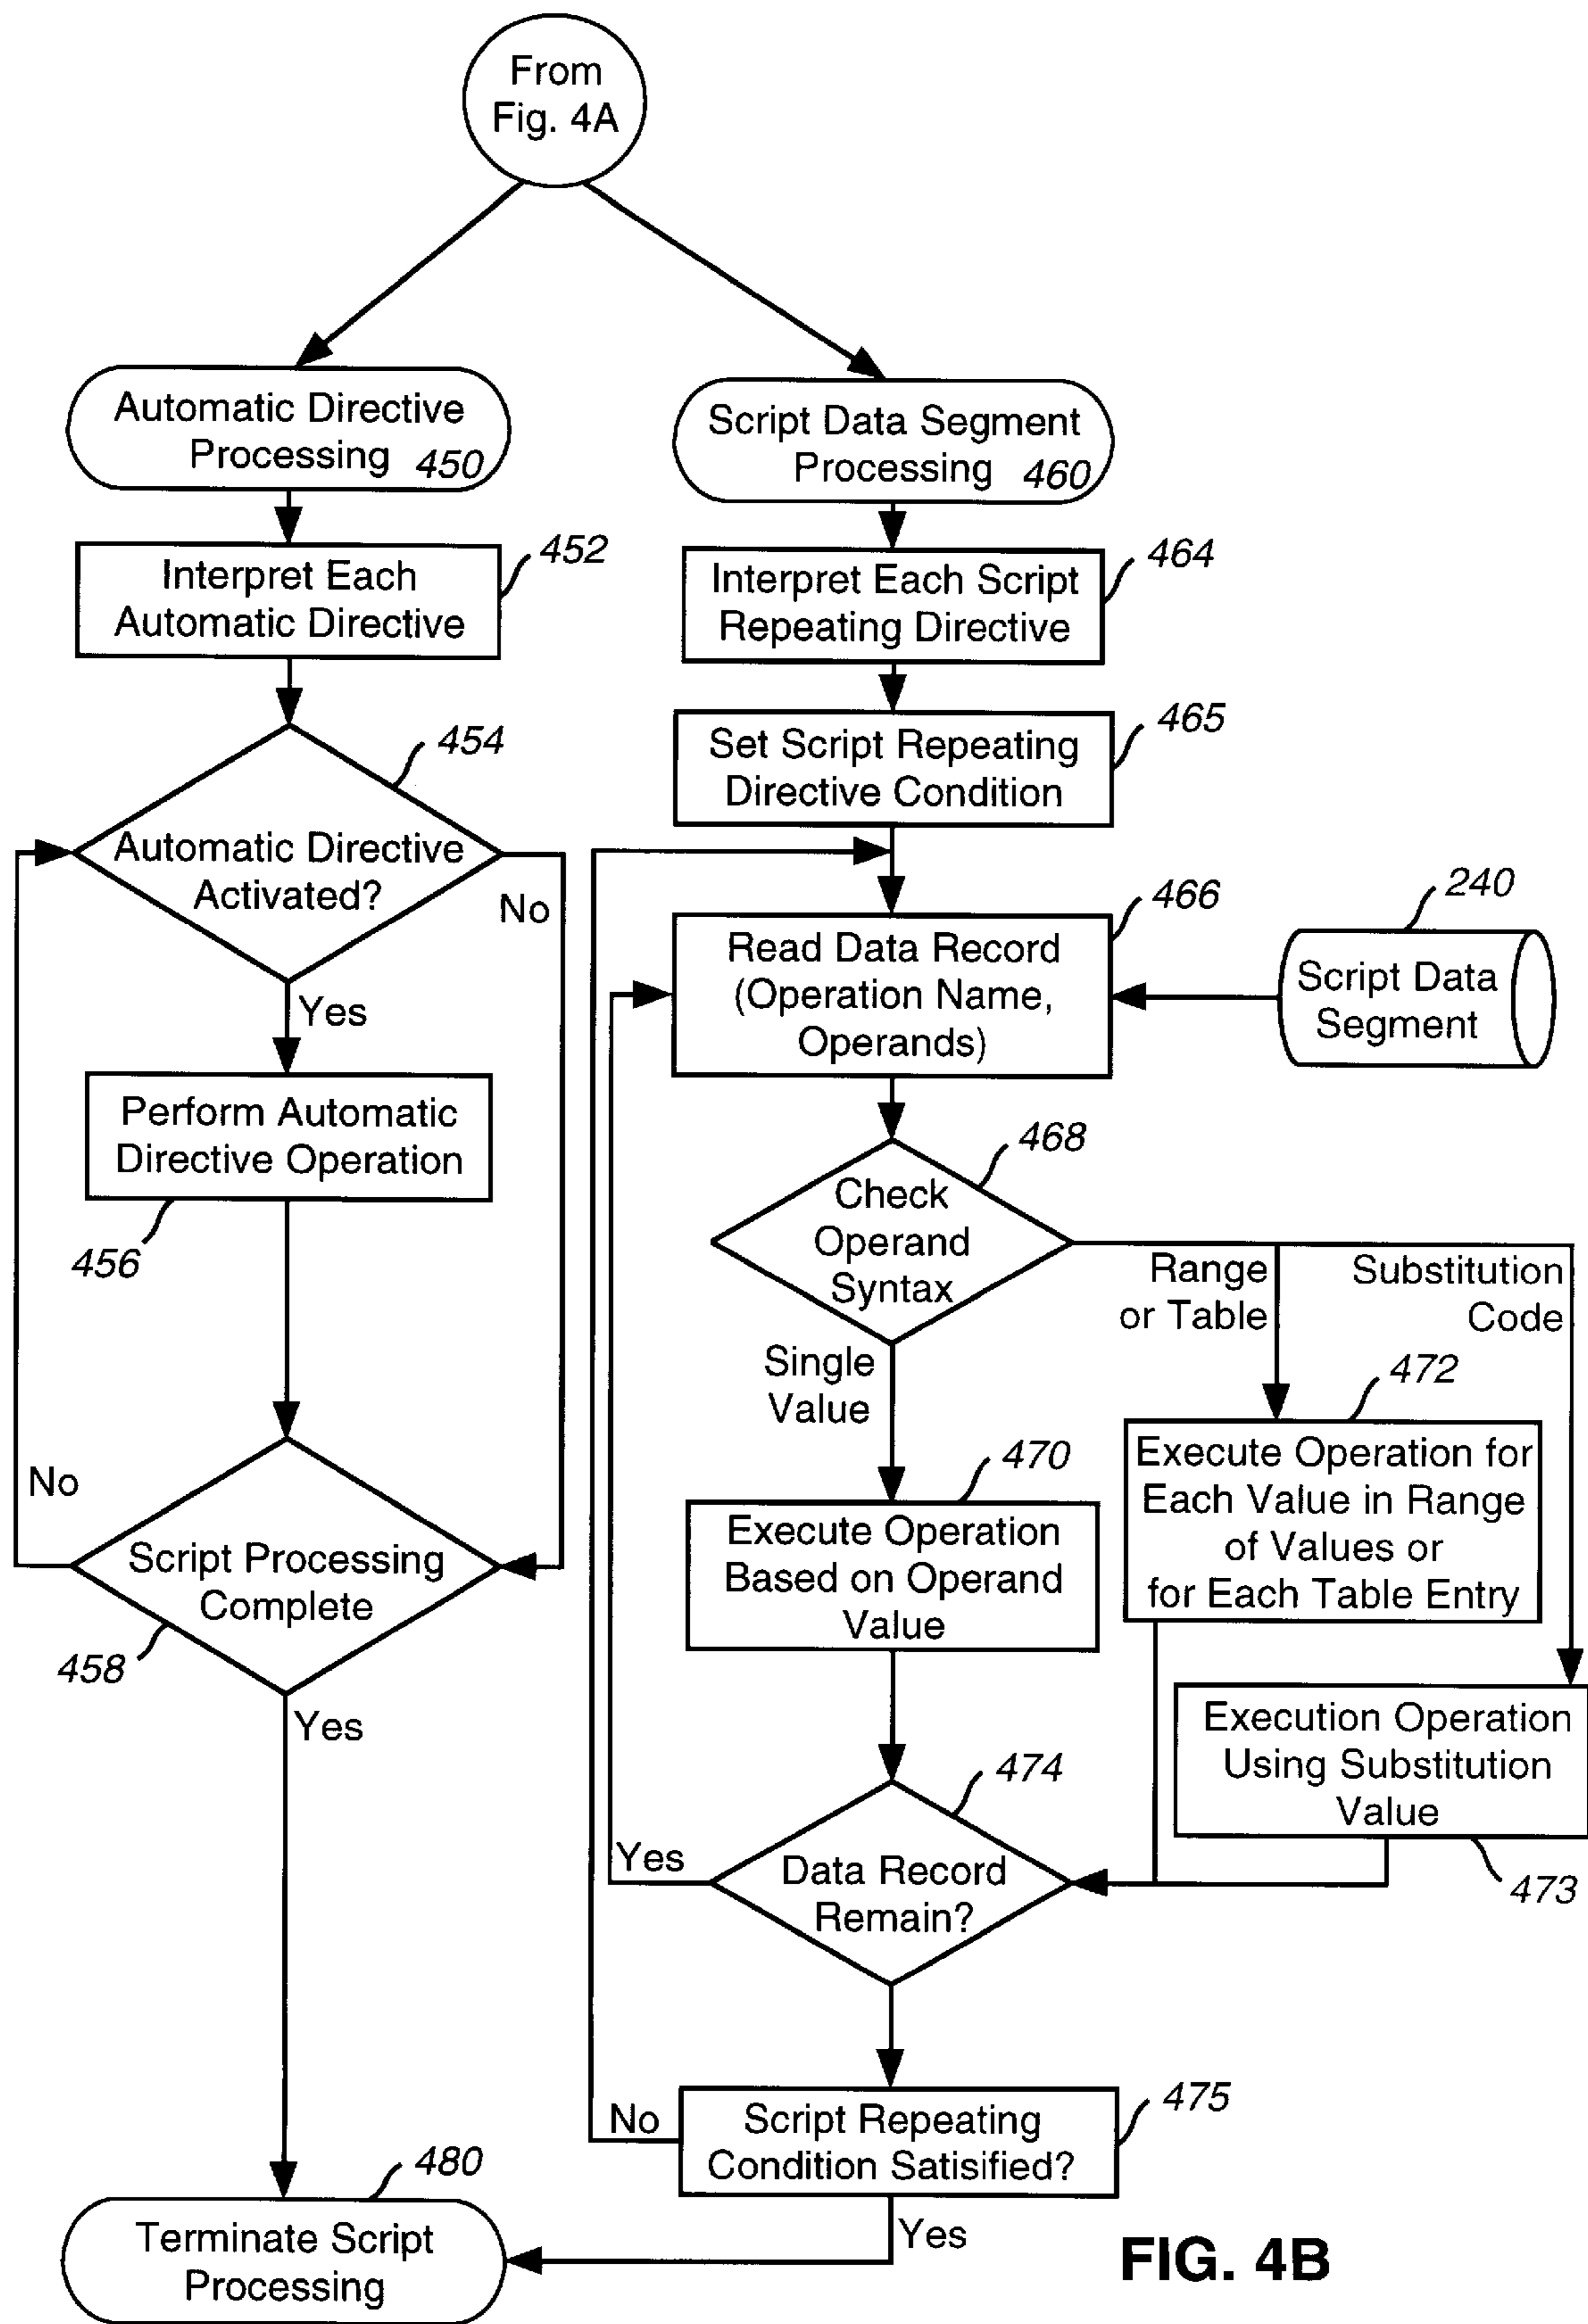 From
Fig. 4A
Automatic Directive
Processing 450
Script Data Segment
Processing 460
452
Interpret Each
Automatic Directive
464
Interpret Each Script
Repeating Directive
454
Automatic Directive
Activated?
No
Yes
465
Set Script Repeating
Directive Condition
466
Read Data Record
(Operation Name,
Operands)
240
Script Data
Segment
Perform Automatic
Directive Operation
456
468
Check
Operand
Syntax
Range
or Table
Substitution
Code
Single
Value
472
Execute Operation for
Each Value in Range
of Values or
for Each Table Entry
470
Execute Operation
Based on Operand
Value
No
Script Processing
Complete
458
Yes
Execution Operation
Using Substitution
Value
473
474
Data Record
Remain?
Yes
475
Script Repeating
Condition Satisified?
No
Yes
480
Terminate Script
Processing
FIG. 4B